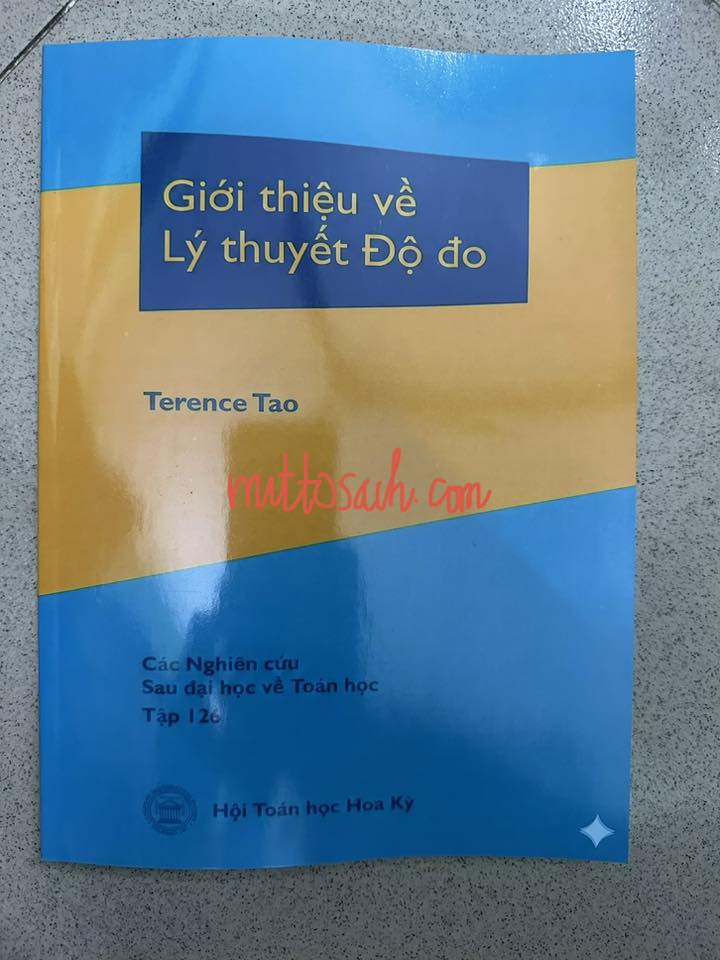 Giới thiệu về
Lý thuyết Độ đo
Terence Tao
mittosach.com
Các Nghiên cứu
Sau đại học về Toán học
Tập 126
Hội Toán học Hoa Kỳ